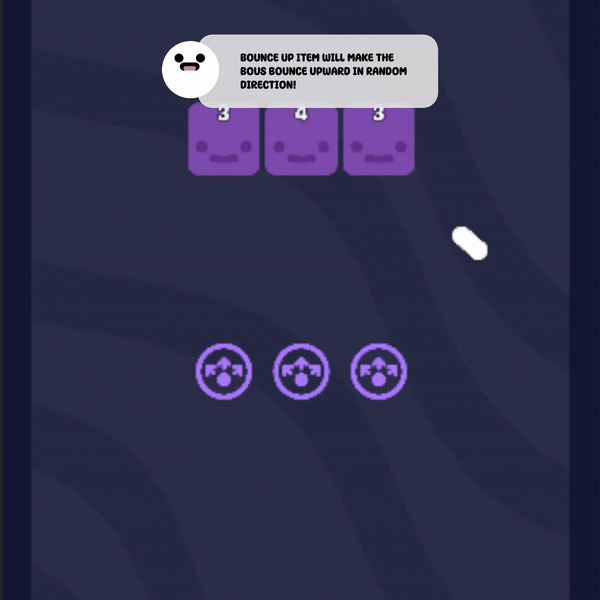 BOUNCE UP ITEM WILL MAKE THE
BOUS BOUNCE UPWARD IN RANDOM
DIRECTION!
3 4 3